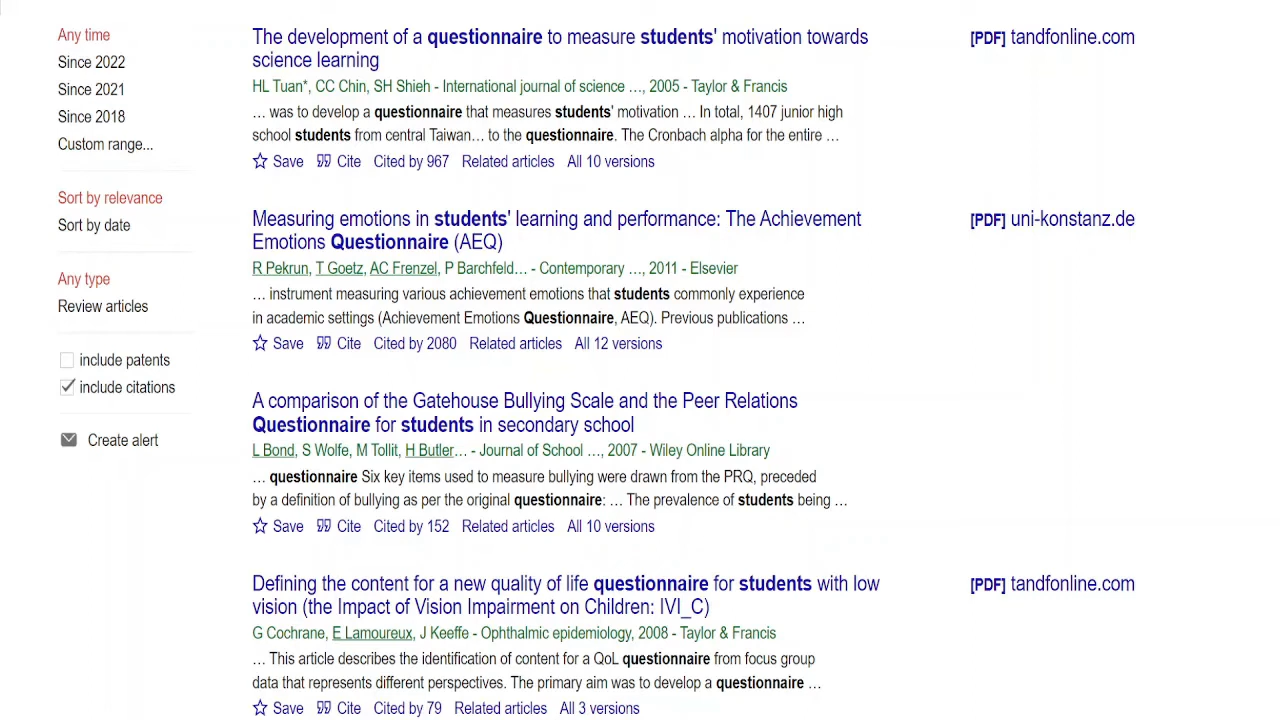 Any time
Since 2022
Since 2021
Since 2018
Custom range...
Sort by relevance
Sort by date
Any type
Review articles
include patents
include citations
Create alert
The development of a questionnaire to measure students' motivation towards
science learning
HL Tuan*, CC Chin, SH Shieh - International journal of science …, 2005 - Taylor & Francis
… was to develop a questionnaire that measures students' motivation … In total, 1407 junior high
school students from central Taiwan… to the questionnaire. The Cronbach alpha for the entire …
Save Cite Cited by 967 Related articles All 10 versions
[PDF] tandfonline.com
Measuring emotions in students' learning and performance: The Achievement
Emotions Questionnaire (AEQ)
R Pekrun, T Goetz, AC Frenzel, P Barchfeld… - Contemporary …, 2011 - Elsevier
… instrument measuring various achievement emotions that students commonly experience
in academic settings (Achievement Emotions Questionnaire, AEQ). Previous publications …
Save Cite Cited by 2080 Related articles All 12 versions
[PDF] uni-konstanz.de
A comparison of the Gatehouse Bullying Scale and the Peer Relations
Questionnaire for students in secondary school
L Bond, S Wolfe, M Tollit, H Butler… - Journal of School …, 2007 - Wiley Online Library
… questionnaire Six key items used to measure bullying were drawn from the PRQ, preceded
by a definition of bullying as per the original questionnaire: … The prevalence of students being …
Save Cite Cited by 152 Related articles All 10 versions
Defining the content for a new quality of life questionnaire for students with low
vision (the Impact of Vision Impairment on Children: IVI_C)
G Cochrane, E Lamoureux, J Keeffe - Ophthalmic epidemiology, 2008 - Taylor & Francis
… This article describes the identification of content for a QoL questionnaire from focus group
data that represents different perspectives. The primary aim was to develop a questionnaire …
Save Cite Cited by 79 Related articles All 3 versions
[PDF] tandfonline.com